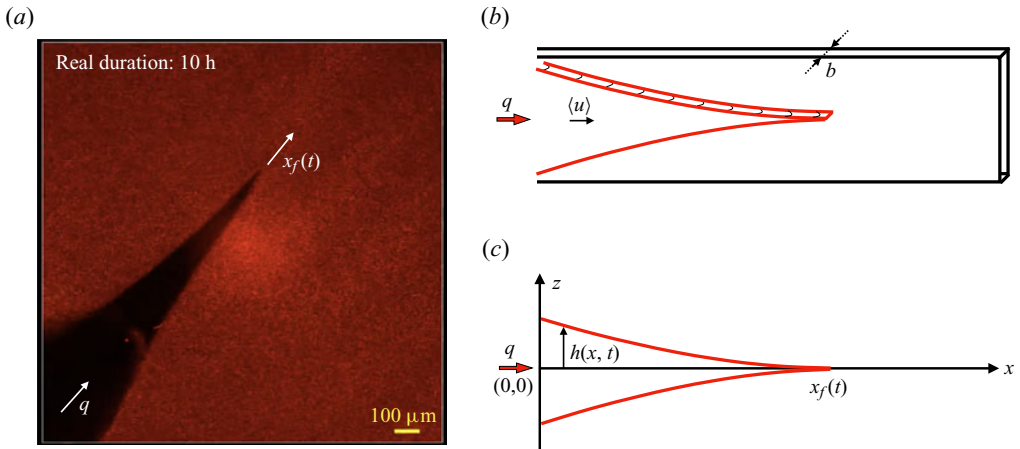 (a)
Real duration: 10 h
x_f(t)
q
100 μm
(b)
b
q
⟨u⟩
(c)
z
q
h(x, t)
(0,0)
x_f(t)
x